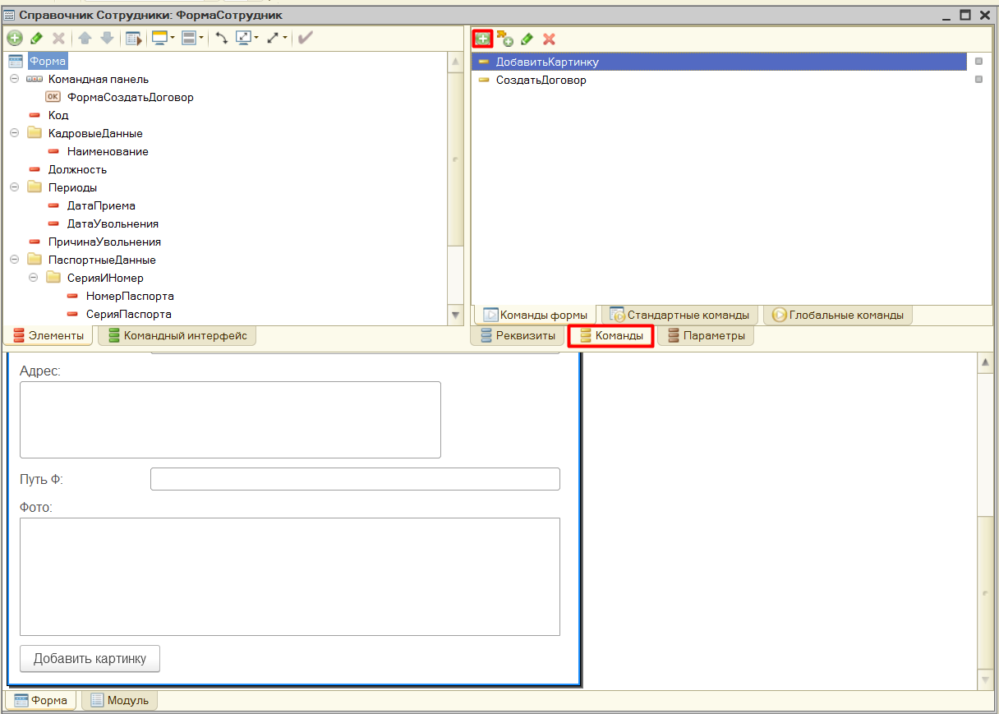 Справочник Сотрудники: ФормаСотрудник
Форма
Командная панель
OK ФормаСоздатьДоговор
Код
КадровыеДанные
Наименование
Должность
Периоды
ДатаПриема
ДатаУвольнения
ПричинаУвольнения
ПаспортныеДанные
СерияИНомер
НомерПаспорта
СерияПаспорта
Элементы
Командный интерфейс
ДобавитьКартинку
СоздатьДоговор
Команды формы
Стандартные команды
Глобальные команды
Реквизиты
Команды
Параметры
Адрес:
Путь Ф:
Фото:
Добавить картинку
Форма
Модуль